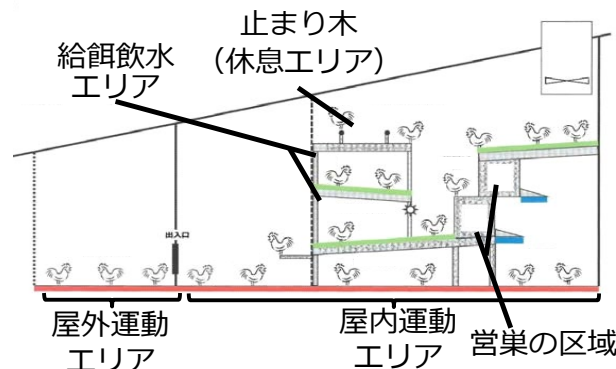 止まり木
(休息エリア)
給餌飲水
エリア
出入口
屋外運動
エリア
屋内運動
エリア
営巣の区域